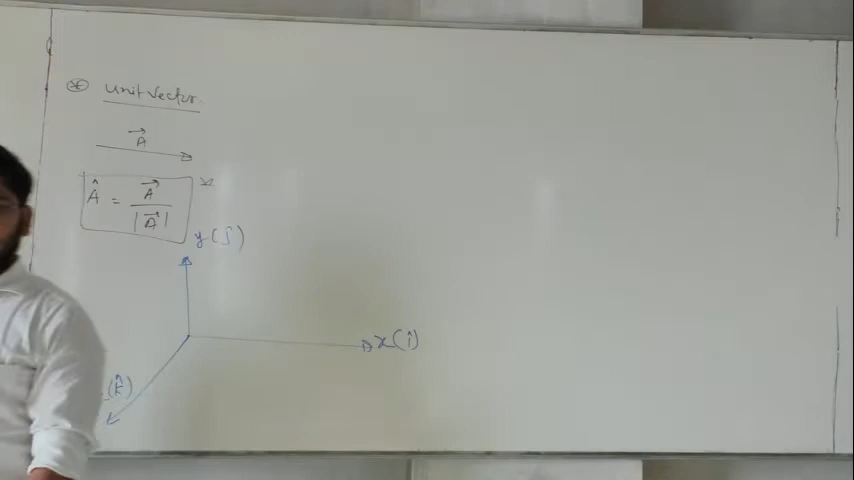 ⊛ Unit Vector.
→A
Â = →A / |→A| *
y(ĵ)
x(î)
(k̂)